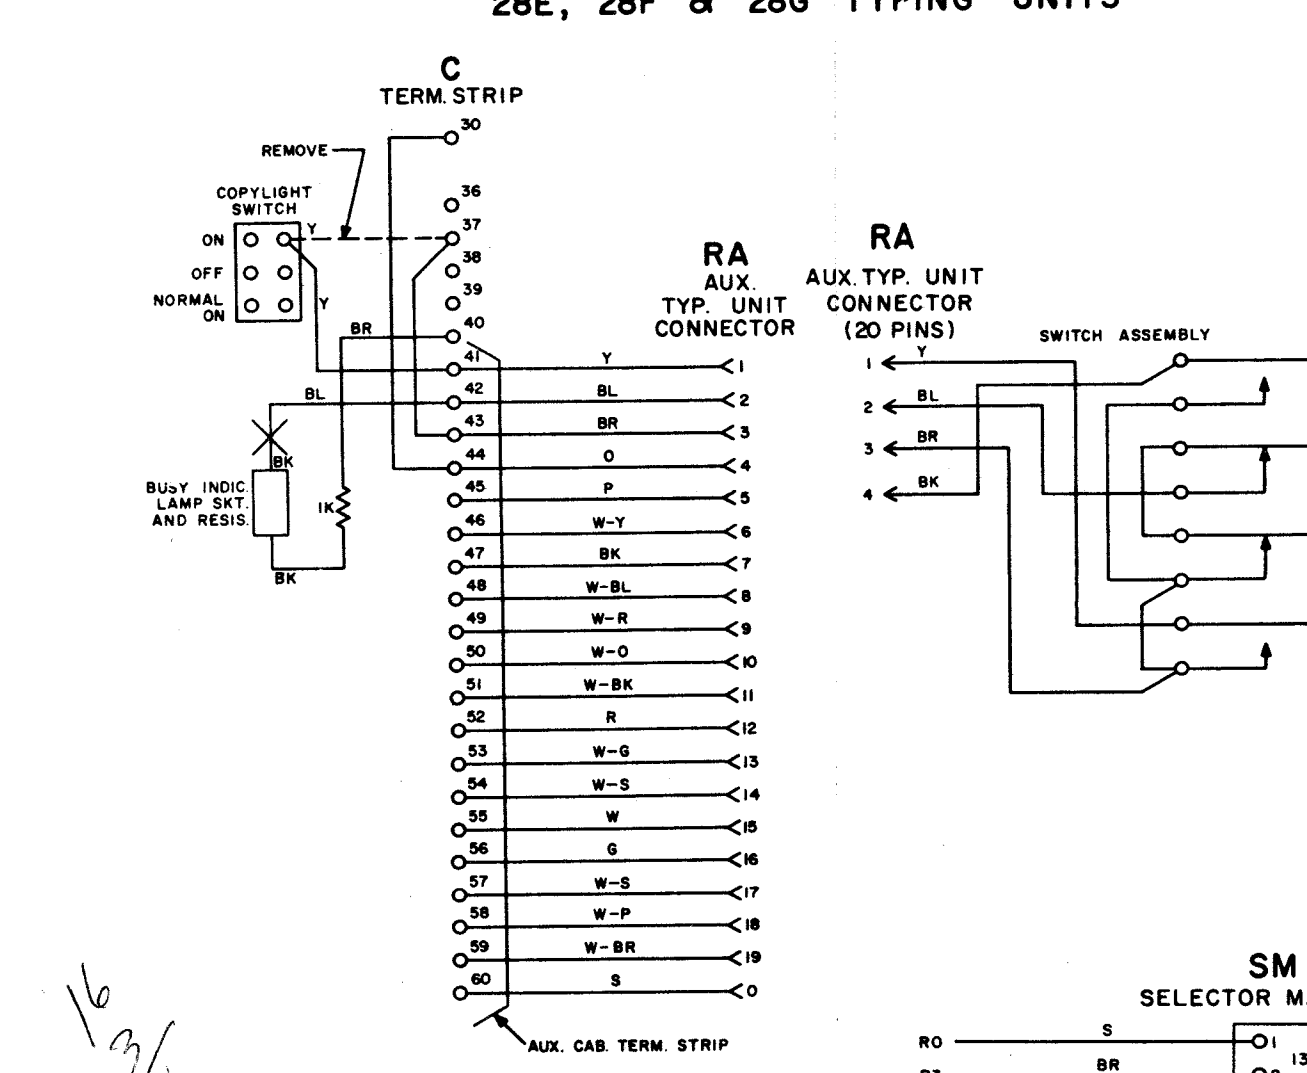 28E, 28F & 28G TYPING UNITS
C
TERM. STRIP
30
REMOVE
36
COPYLIGHT
SWITCH
Y
37
ON
38
OFF
39
NORMAL
ON
Y
BR
40
41
BL
42
43
BK
44
BUSY INDIC.
LAMP SKT.
AND RESIS.
1K
BK
45
46
47
48
49
50
51
52
53
54
55
56
57
58
59
60
RA
AUX.
TYP. UNIT
CONNECTOR
Y 1
BL 2
BR 3
O 4
P 5
W-Y 6
BK 7
W-BL 8
W-R 9
W-O 10
W-BK 11
R 12
W-G 13
W-S 14
W 15
G 16
W-S 17
W-P 18
W-BR 19
S 0
AUX. CAB. TERM. STRIP
RA
AUX. TYP. UNIT
CONNECTOR
(20 PINS)
SWITCH ASSEMBLY
1 Y
2 BL
3 BR
4 BK
SM
SELECTOR M
RO S 1
BR 13
16
3/